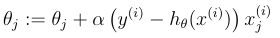 θ_j := θ_j + α (y^{(i)} − h_θ(x^{(i)})) x_j^{(i)}